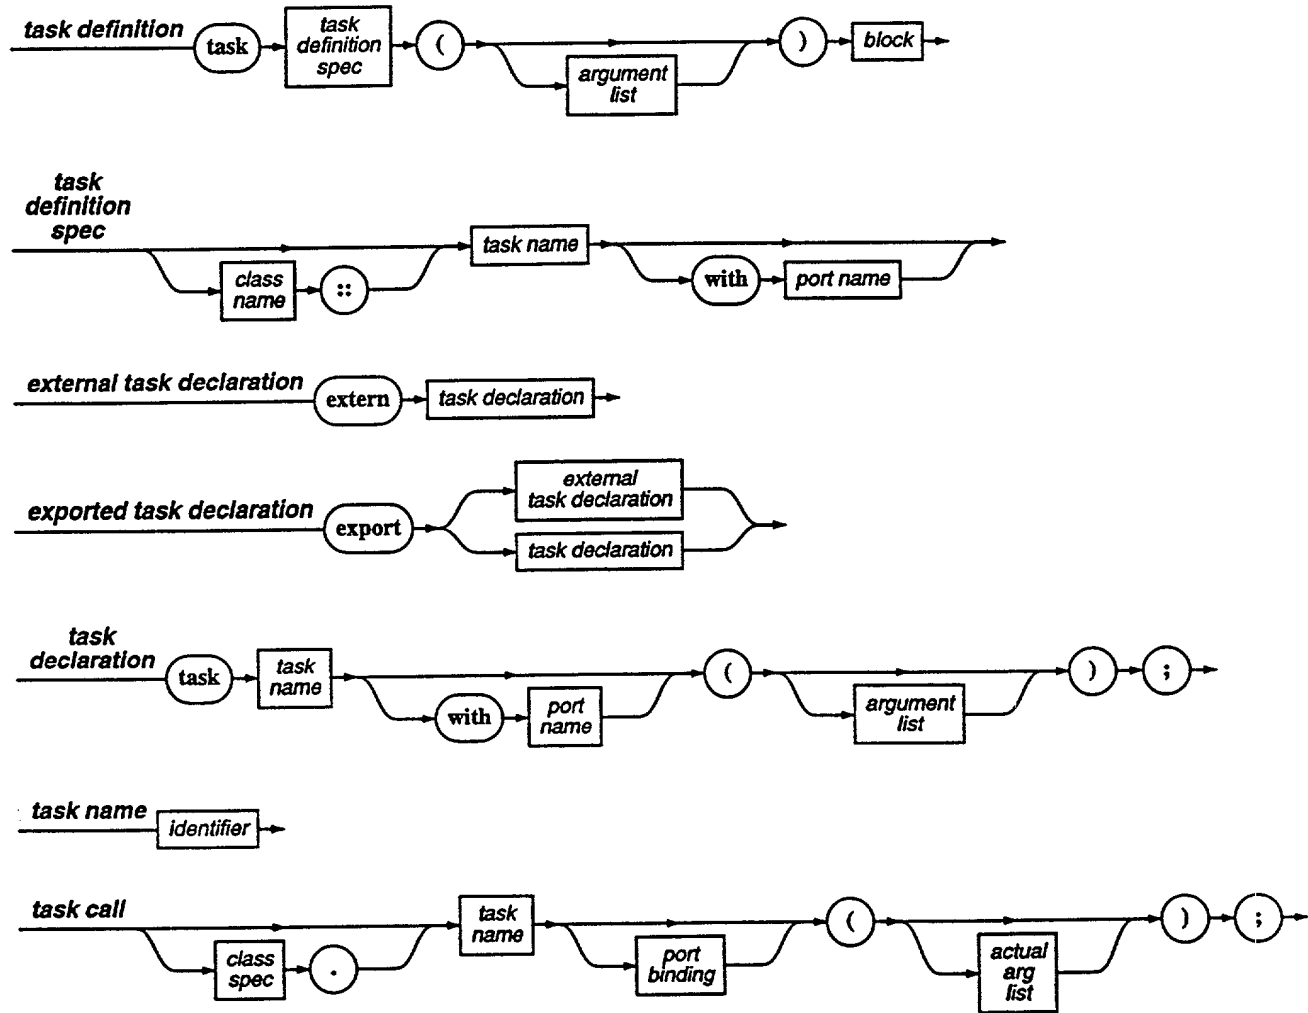 task definition
task
task
definition
spec
(
argument
list
)
block
task
definition
spec
class
name
::
task name
with
port name
external task declaration
extern
task declaration
exported task declaration
export
external
task declaration
task declaration
task
declaration
task
task
name
with
port
name
(
argument
list
)
;
task name
identifier
task call
class
spec
.
task
name
port
binding
(
actual
arg
list
)
;